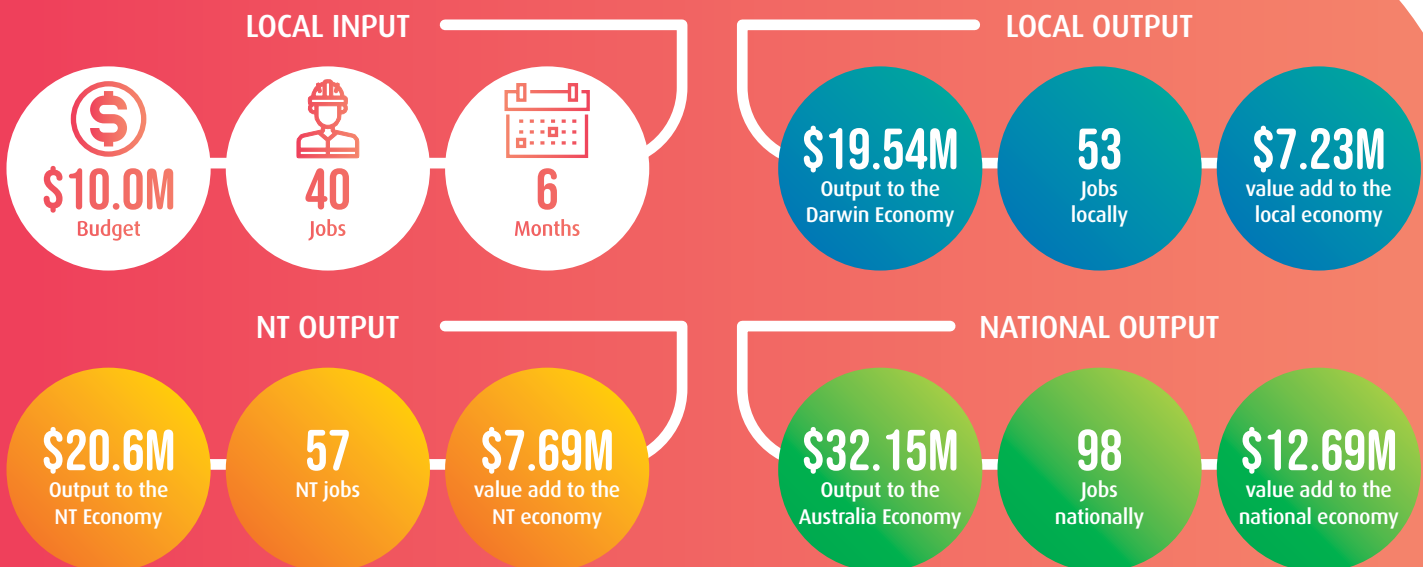 LOCAL INPUT
$10.0M
Budget
40
Jobs
6
Months
LOCAL OUTPUT
$19.54M
Output to the
Darwin Economy
53
Jobs
locally
$7.23M
value add to the
local economy
NT OUTPUT
$20.6M
Output to the
NT Economy
57
NT jobs
$7.69M
value add to the
NT economy
NATIONAL OUTPUT
$32.15M
Output to the
Australia Economy
98
Jobs
nationally
$12.69M
value add to the
national economy